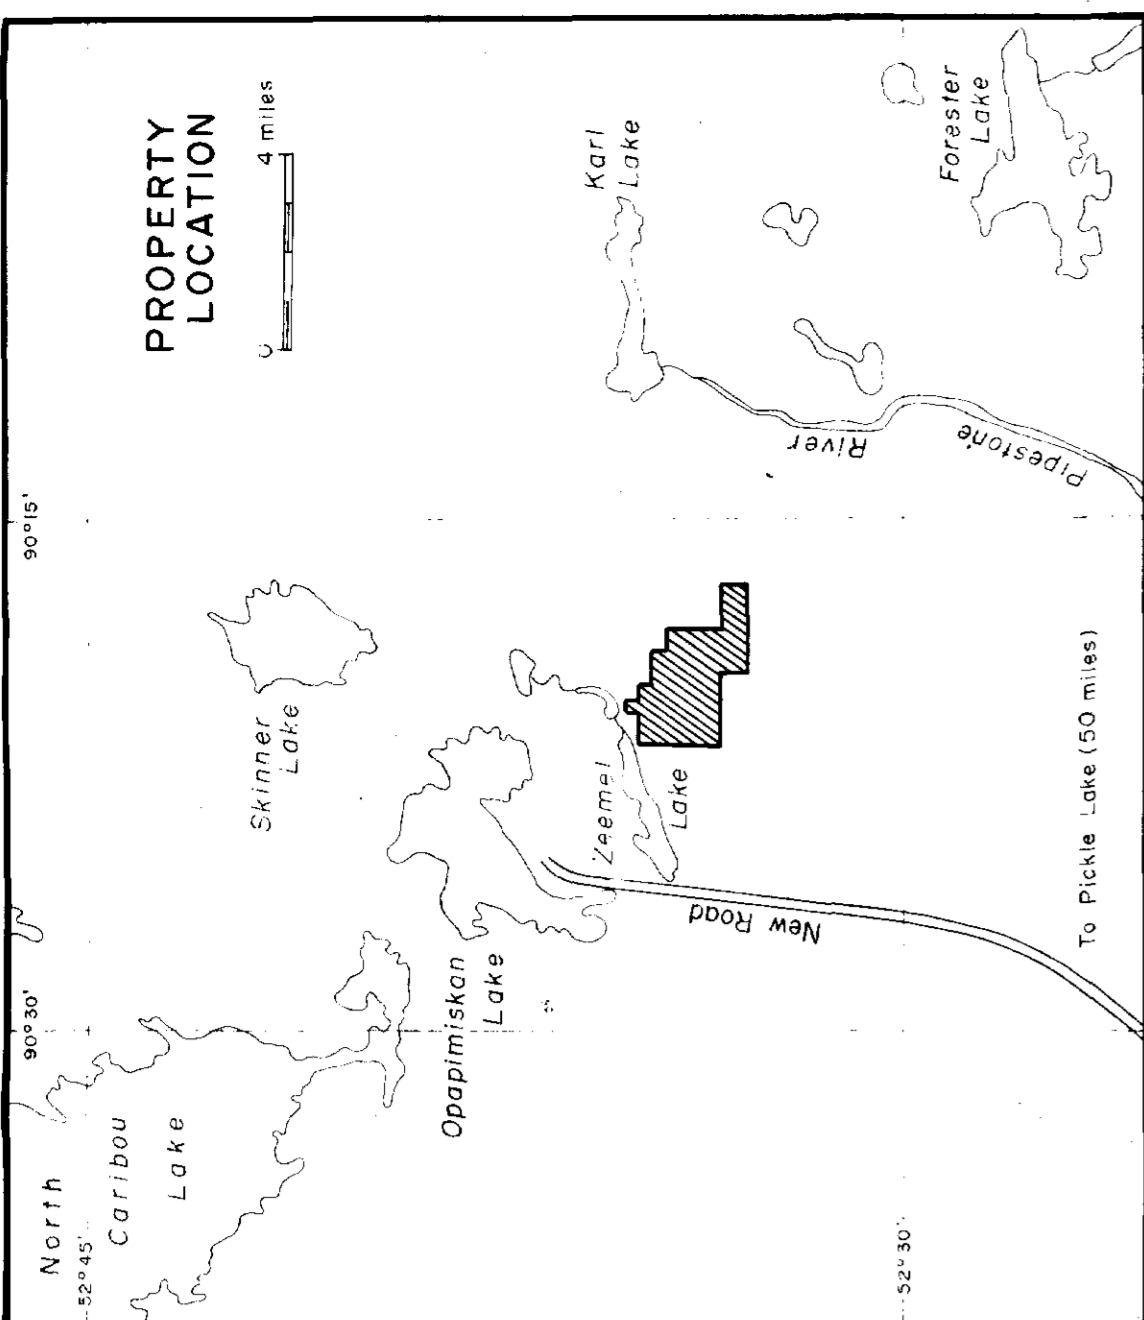 PROPERTY
LOCATION
0 4 miles
90°30'
90°15'
52°45'
52°30'
North
Caribou
Lake
Skinner
Lake
Opapimiskan
Lake
Zeemel
Lake
Karl
Lake
Forester
Lake
Pipestone
River
New Road
To Pickle Lake (50 miles)